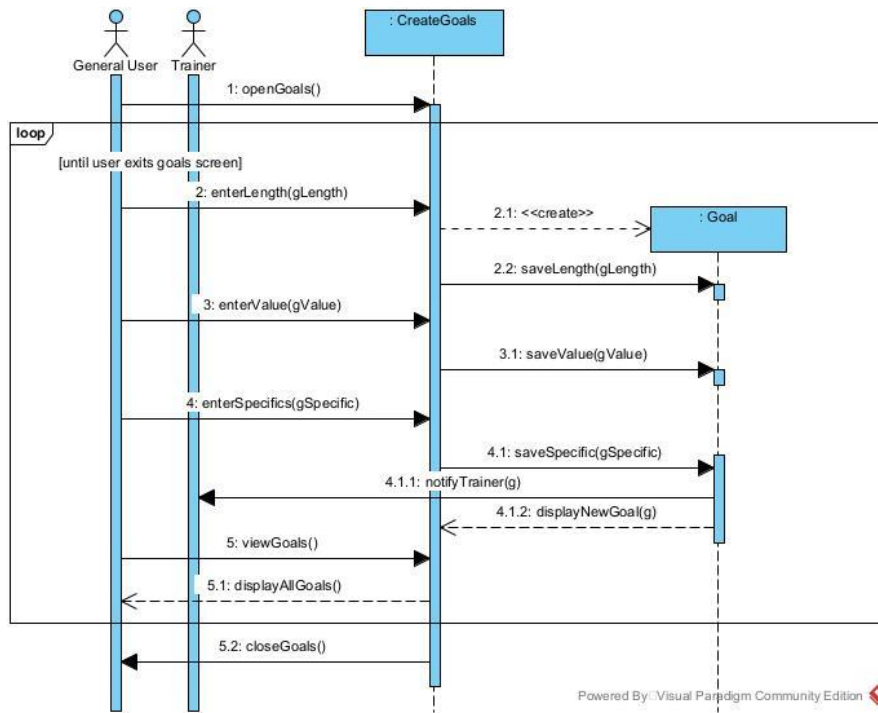 : CreateGoals
General User
Trainer
1: openGoals()
loop
[until user exits goals screen]
2: enterLength(gLength)
2.1: <<create>>
: Goal
2.2: saveLength(gLength)
3: enterValue(gValue)
3.1: saveValue(gValue)
4: enterSpecifics(gSpecific)
4.1: saveSpecific(gSpecific)
4.1.1: notifyTrainer(g)
4.1.2: displayNewGoal(g)
5: viewGoals()
5.1: displayAllGoals()
5.2: closeGoals()
Powered By Visual Paradigm Community Edition